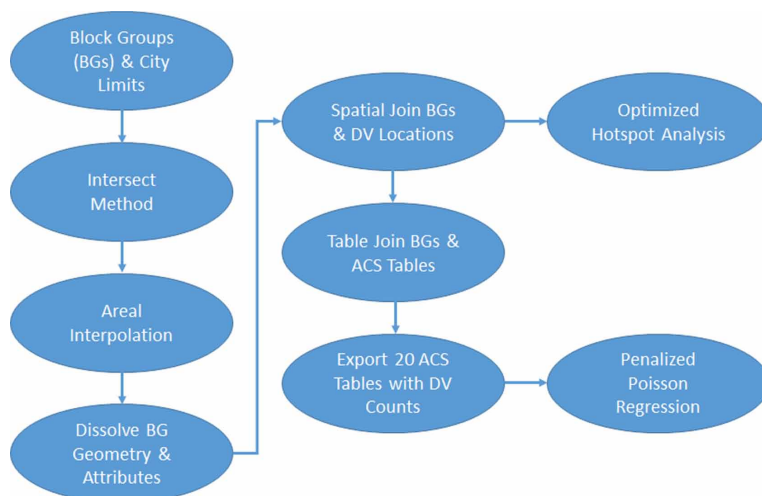 Block Groups
(BGs) & City
Limits
Intersect
Method
Areal
Interpolation
Dissolve BG
Geometry &
Attributes
Spatial Join BGs
& DV Locations
Optimized
Hotspot Analysis
Table Join BGs &
ACS Tables
Export 20 ACS
Tables with DV
Counts
Penalized
Poisson
Regression